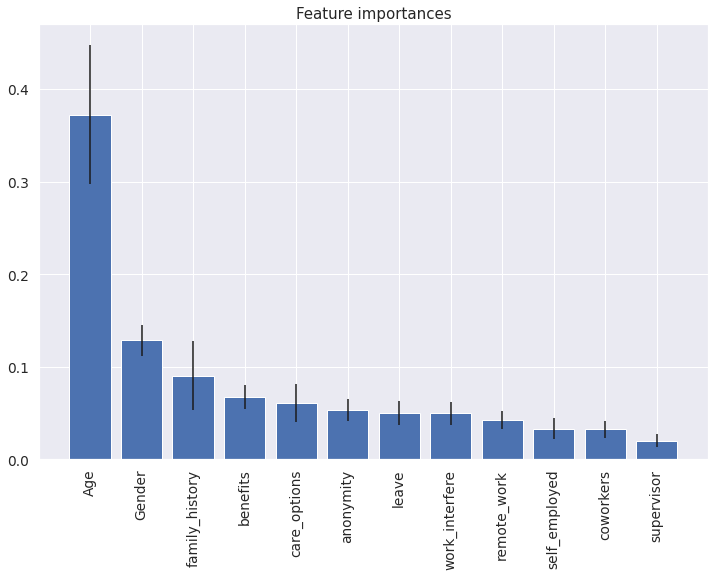 Feature importances
0.4
0.3
0.2
0.1
0.0
Age
Gender
family_history
benefits
care_options
anonymity
leave
work_interfere
remote_work
self_employed
coworkers
supervisor